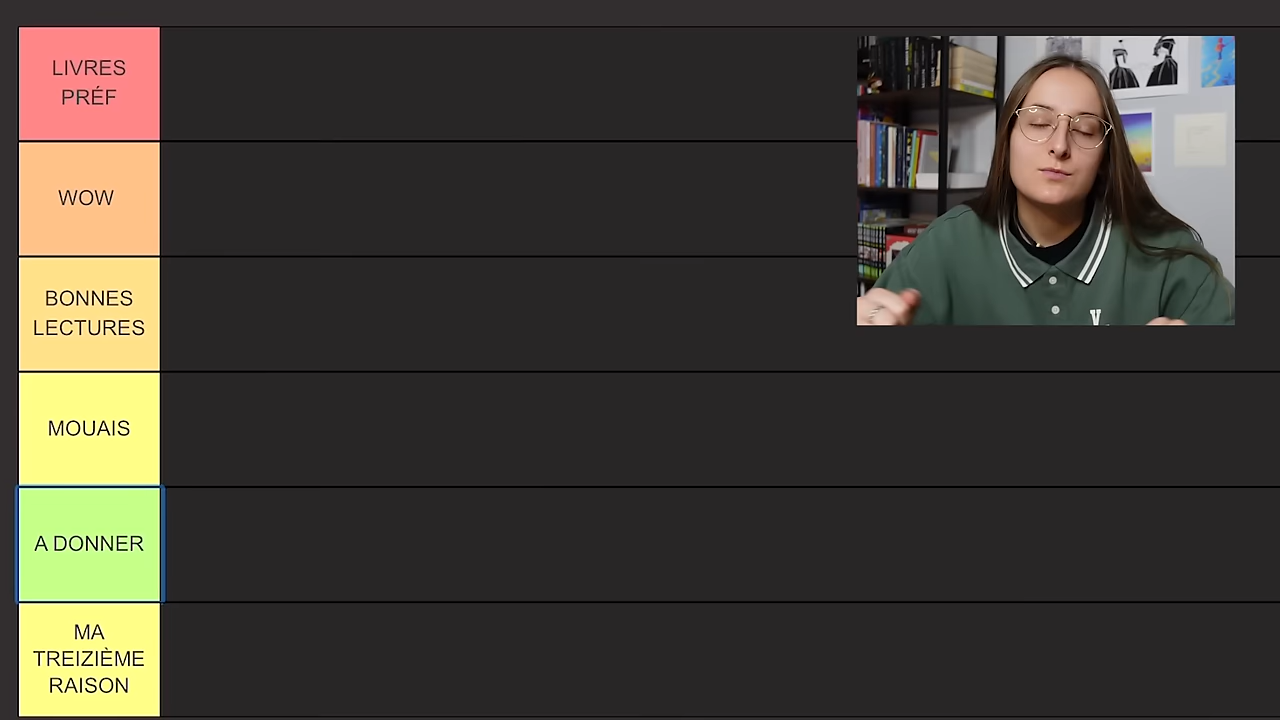 LIVRES
PRÉF
WOW
BONNES
LECTURES
MOUAIS
A DONNER
MA
TREIZIÈME
RAISON
V